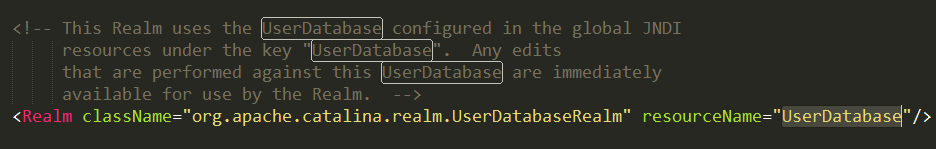 <!-- This Realm uses the UserDatabase configured in the global JNDI
resources under the key "UserDatabase".  Any edits
that are performed against this UserDatabase are immediately
available for use by the Realm.  -->
<Realm className="org.apache.catalina.realm.UserDatabaseRealm" resourceName="UserDatabase"/>